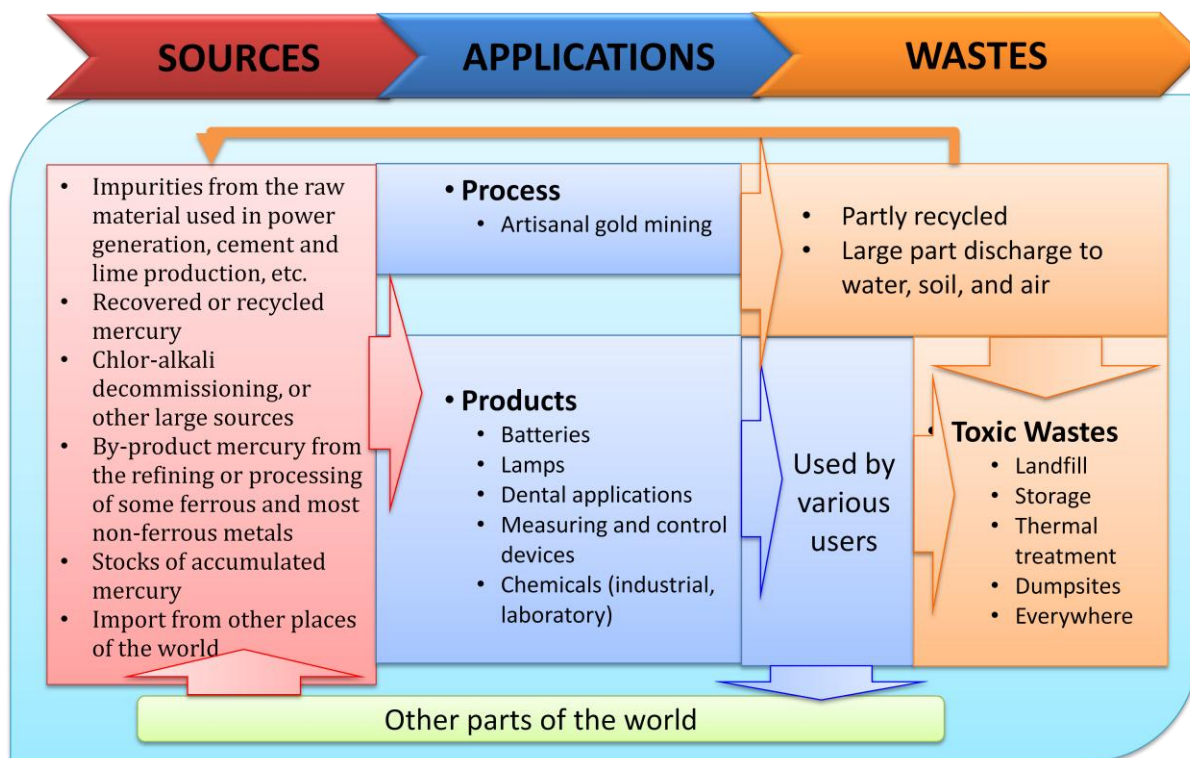 SOURCES
APPLICATIONS
WASTES
• Impurities from the raw
material used in power
generation, cement and
lime production, etc.
• Recovered or recycled
mercury
• Chlor-alkali
decommissioning, or
other large sources
• By-product mercury from
the refining or processing
of some ferrous and most
non-ferrous metals
• Stocks of accumulated
mercury
• Import from other places
of the world
• Process
• Artisanal gold mining
• Products
• Batteries
• Lamps
• Dental applications
• Measuring and control
devices
• Chemicals (industrial,
laboratory)
• Partly recycled
• Large part discharge to
water, soil, and air
Used by
various
users
• Toxic Wastes
• Landfill
• Storage
• Thermal
treatment
• Dumpsites
• Everywhere
Other parts of the world